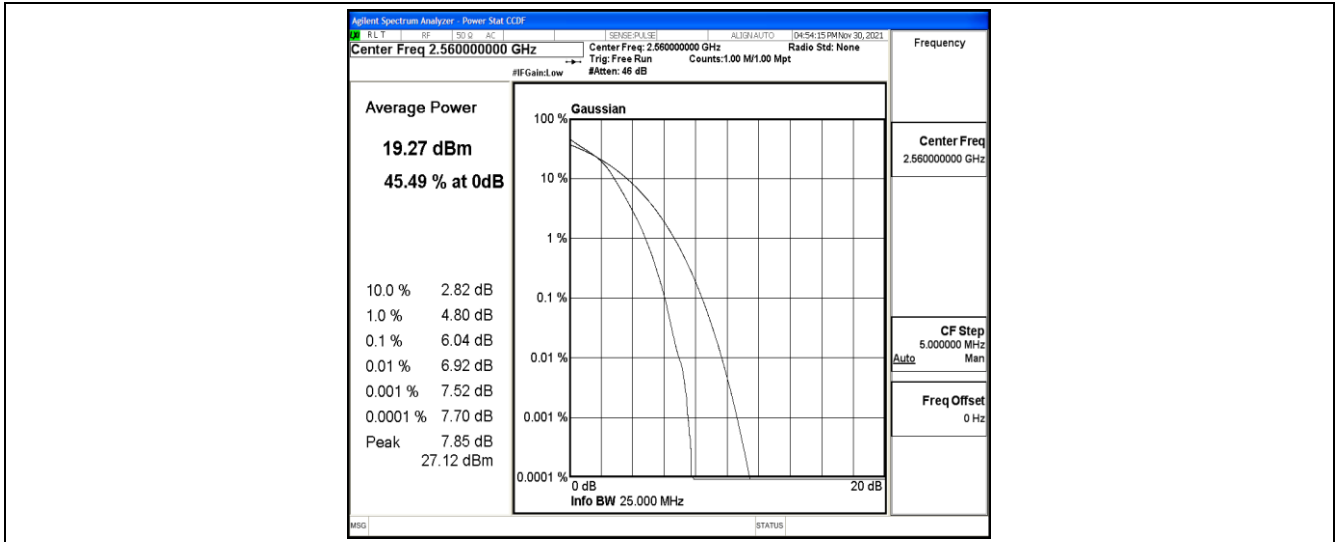 Agilent Spectrum Analyzer - Power Stat CCDF
LXI RLT RF 50 Ω AC SENSE:PULSE ALIGNAUTO 04:54:15 PM Nov 30, 2021
Center Freq 2.560000000 GHz
Center Freq: 2.560000000 GHz Radio Std: None
Trig: Free Run Counts:1.00 M/1.00 Mpt
#IFGain:Low #Atten: 46 dB
Frequency
Average Power
19.27 dBm
45.49 % at 0dB
10.0 % 2.82 dB
1.0 % 4.80 dB
0.1 % 6.04 dB
0.01 % 6.92 dB
0.001 % 7.52 dB
0.0001 % 7.70 dB
Peak 7.85 dB
27.12 dBm
Gaussian
100 %
10 %
1 %
0.1 %
0.01 %
0.001 %
0.0001 %
0 dB 20 dB
Info BW 25.000 MHz
Center Freq
2.560000000 GHz
CF Step
5.000000 MHz
Auto Man
Freq Offset
0 Hz
MSG STATUS